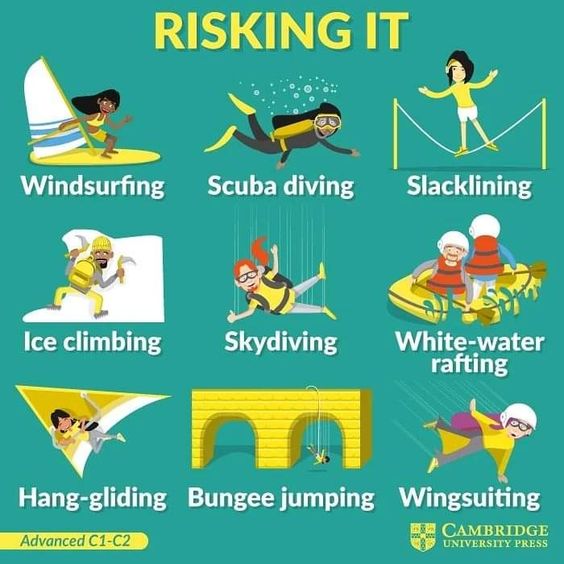 RISKING IT
Windsurfing
Scuba diving
Slacklining
Ice climbing
Skydiving
White-water
rafting
Hang-gliding
Bungee jumping
Wingsuiting
Advanced C1-C2
CAMBRIDGE
UNIVERSITY PRESS